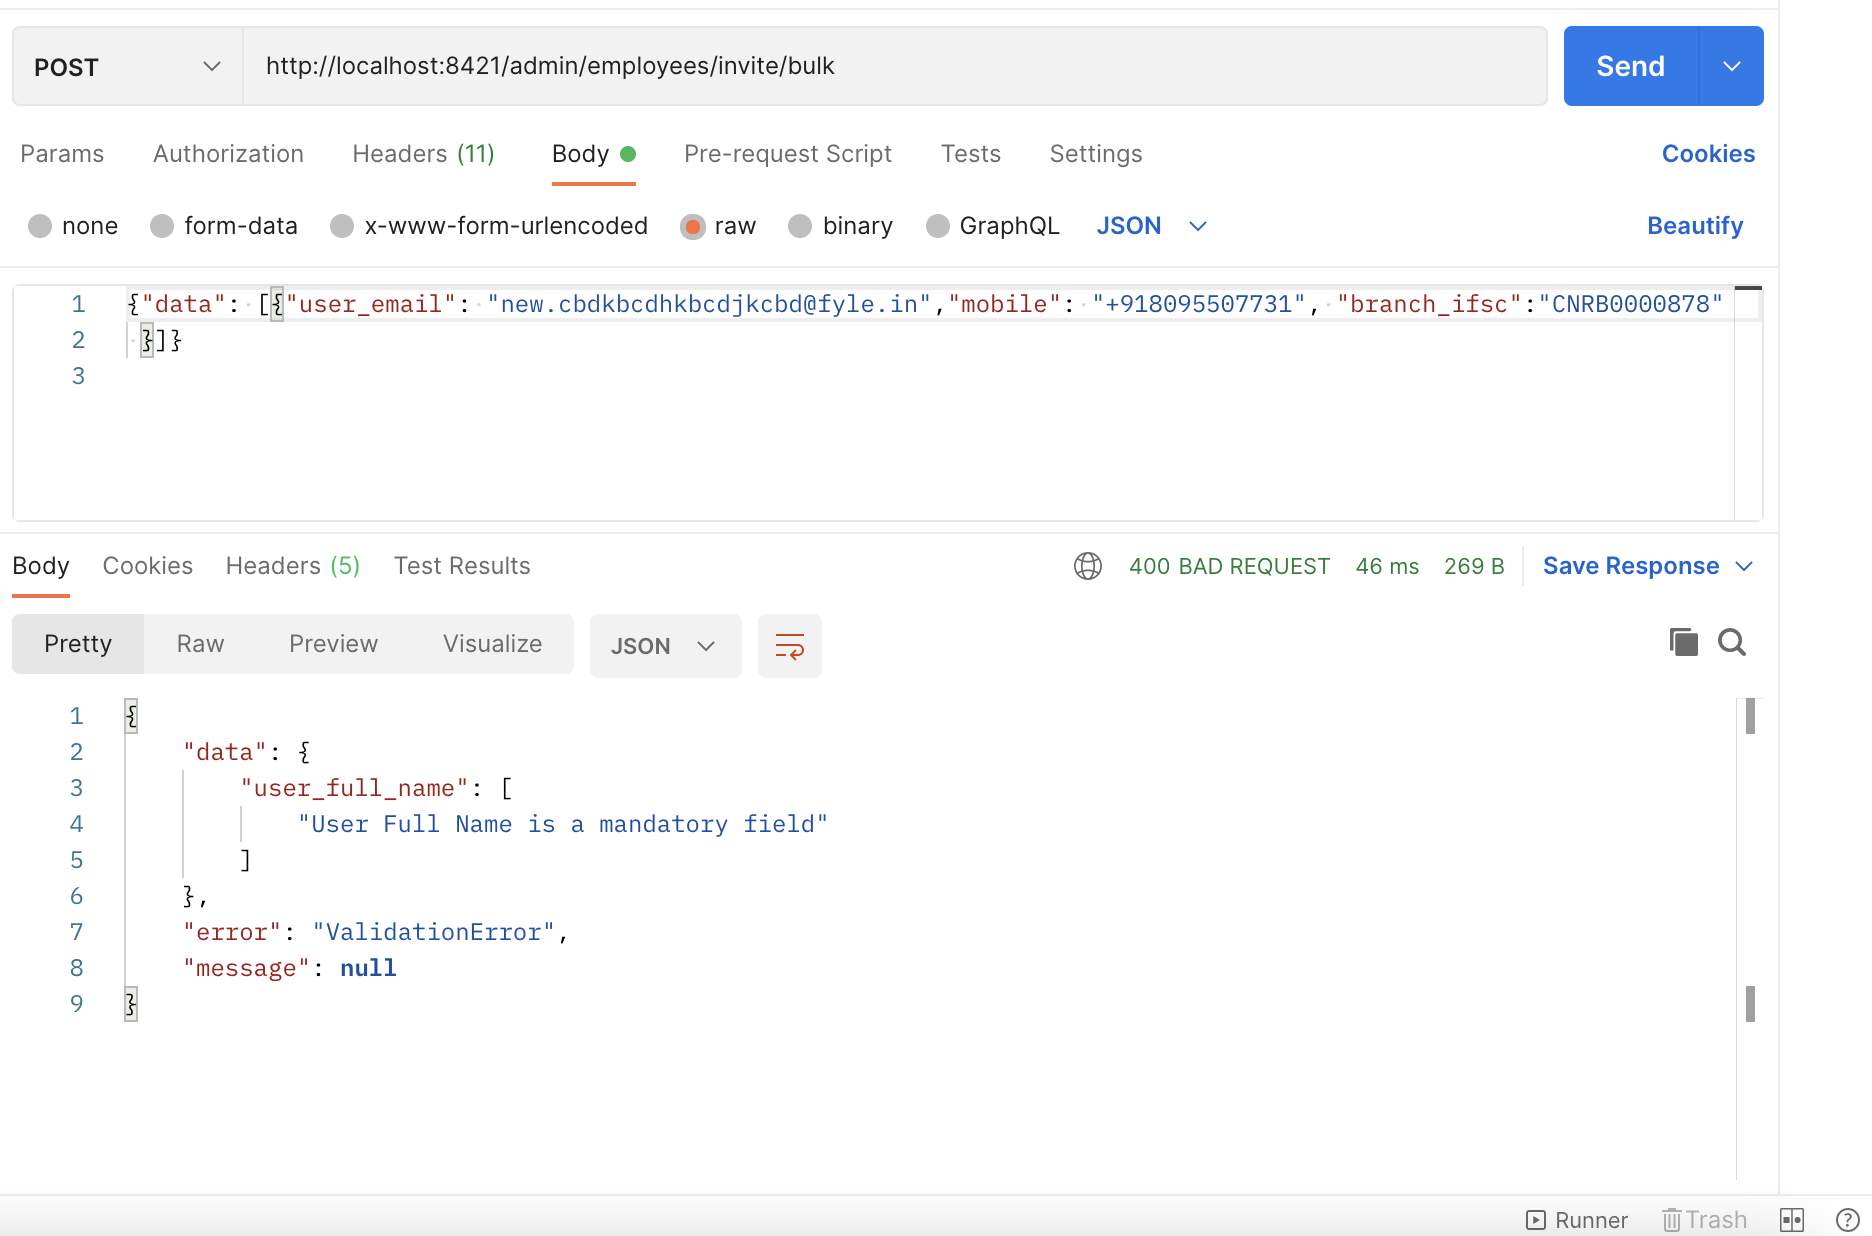 POST http://localhost:8421/admin/employees/invite/bulk Send
Params Authorization Headers (11) Body Pre-request Script Tests Settings Cookies
none form-data x-www-form-urlencoded raw binary GraphQL JSON Beautify
1 {"data": [{"user_email": "new.cbdkbcdhkbcdjkcbd@fyle.in","mobile": "+918095507731", "branch_ifsc":"CNRB0000878"
2 }]}
3
Body Cookies Headers (5) Test Results 400 BAD REQUEST 46 ms 269 B Save Response
Pretty Raw Preview Visualize JSON
1 {
2 "data": {
3 "user_full_name": [
4 "User Full Name is a mandatory field"
5 ]
6 },
7 "error": "ValidationError",
8 "message": null
9 }
Runner Trash